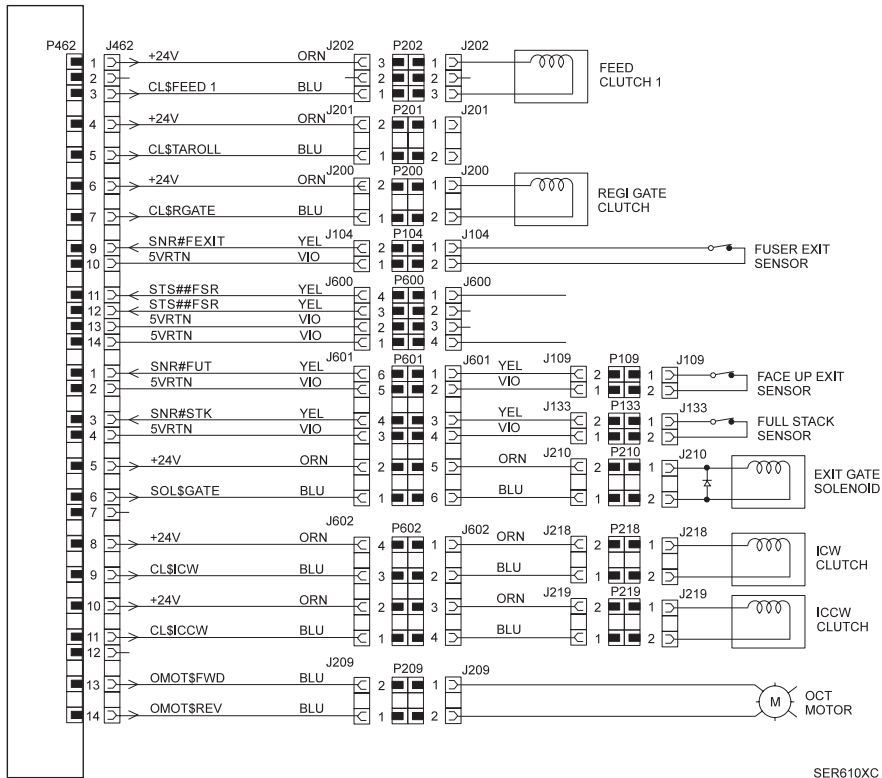 P462 J462 J202 P202 J202
1 +24V ORN 3 1
2 2 2
3 CL$FEED 1 BLU 1 3
FEED
CLUTCH 1
J201 P201 J201
4 +24V ORN 2 1
5 CL$TAROLL BLU 1 2
J200 P200 J200
6 +24V ORN 2 1
7 CL$RGATE BLU 1 2
REGI GATE
CLUTCH
J104 P104 J104
9 SNR#FEXIT YEL 2 1
10 5VRTN VIO 1 2
FUSER EXIT
SENSOR
J600 P600 J600
11 STS##FSR YEL 4 1
12 STS##FSR YEL 3 2
13 5VRTN VIO 2 3
14 5VRTN VIO 1 4
J601 P601 J601 J109 P109 J109
1 SNR#FUT YEL 6 1 YEL 2 1
2 5VRTN VIO 5 2 VIO 1 2
FACE UP EXIT
SENSOR
J133 P133 J133
3 SNR#STK YEL 4 3 YEL 2 1
4 5VRTN VIO 3 4 VIO 1 2
FULL STACK
SENSOR
J210 P210 J210
5 +24V ORN 2 5 ORN 2 1
6 SOL$GATE BLU 1 6 BLU 1 2
7
EXIT GATE
SOLENOID
J602 P602 J602 J218 P218 J218
8 +24V ORN 4 1 ORN 2 1
9 CL$ICW BLU 3 2 BLU 1 2
ICW
CLUTCH
J219 P219 J219
10 +24V ORN 2 3 ORN 2 1
11 CL$ICCW BLU 1 4 BLU 1 2
12
ICCW
CLUTCH
J209 P209 J209
13 OMOT$FWD BLU 2 1
14 OMOT$REV BLU 1 2
M
OCT
MOTOR
SER610XC